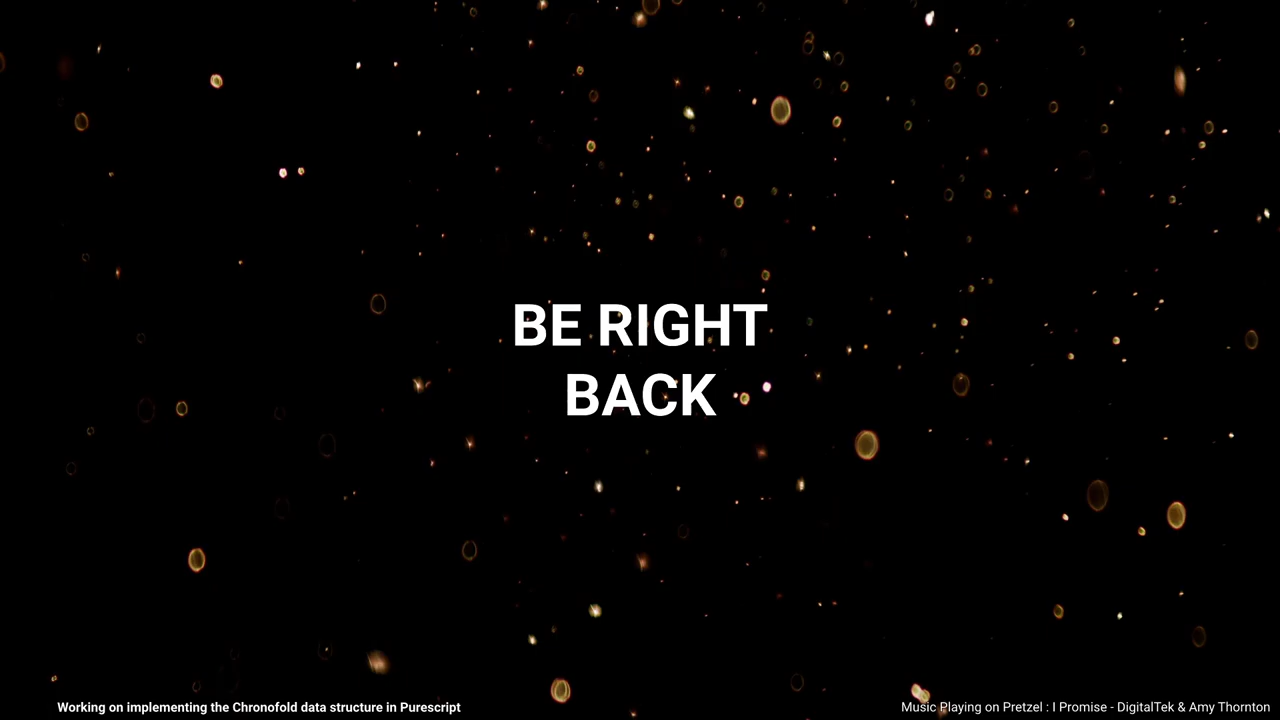 BE RIGHT
BACK
Working on implementing the Chronofold data structure in Purescript
Music Playing on Pretzel : I Promise - DigitalTek & Amy Thornton